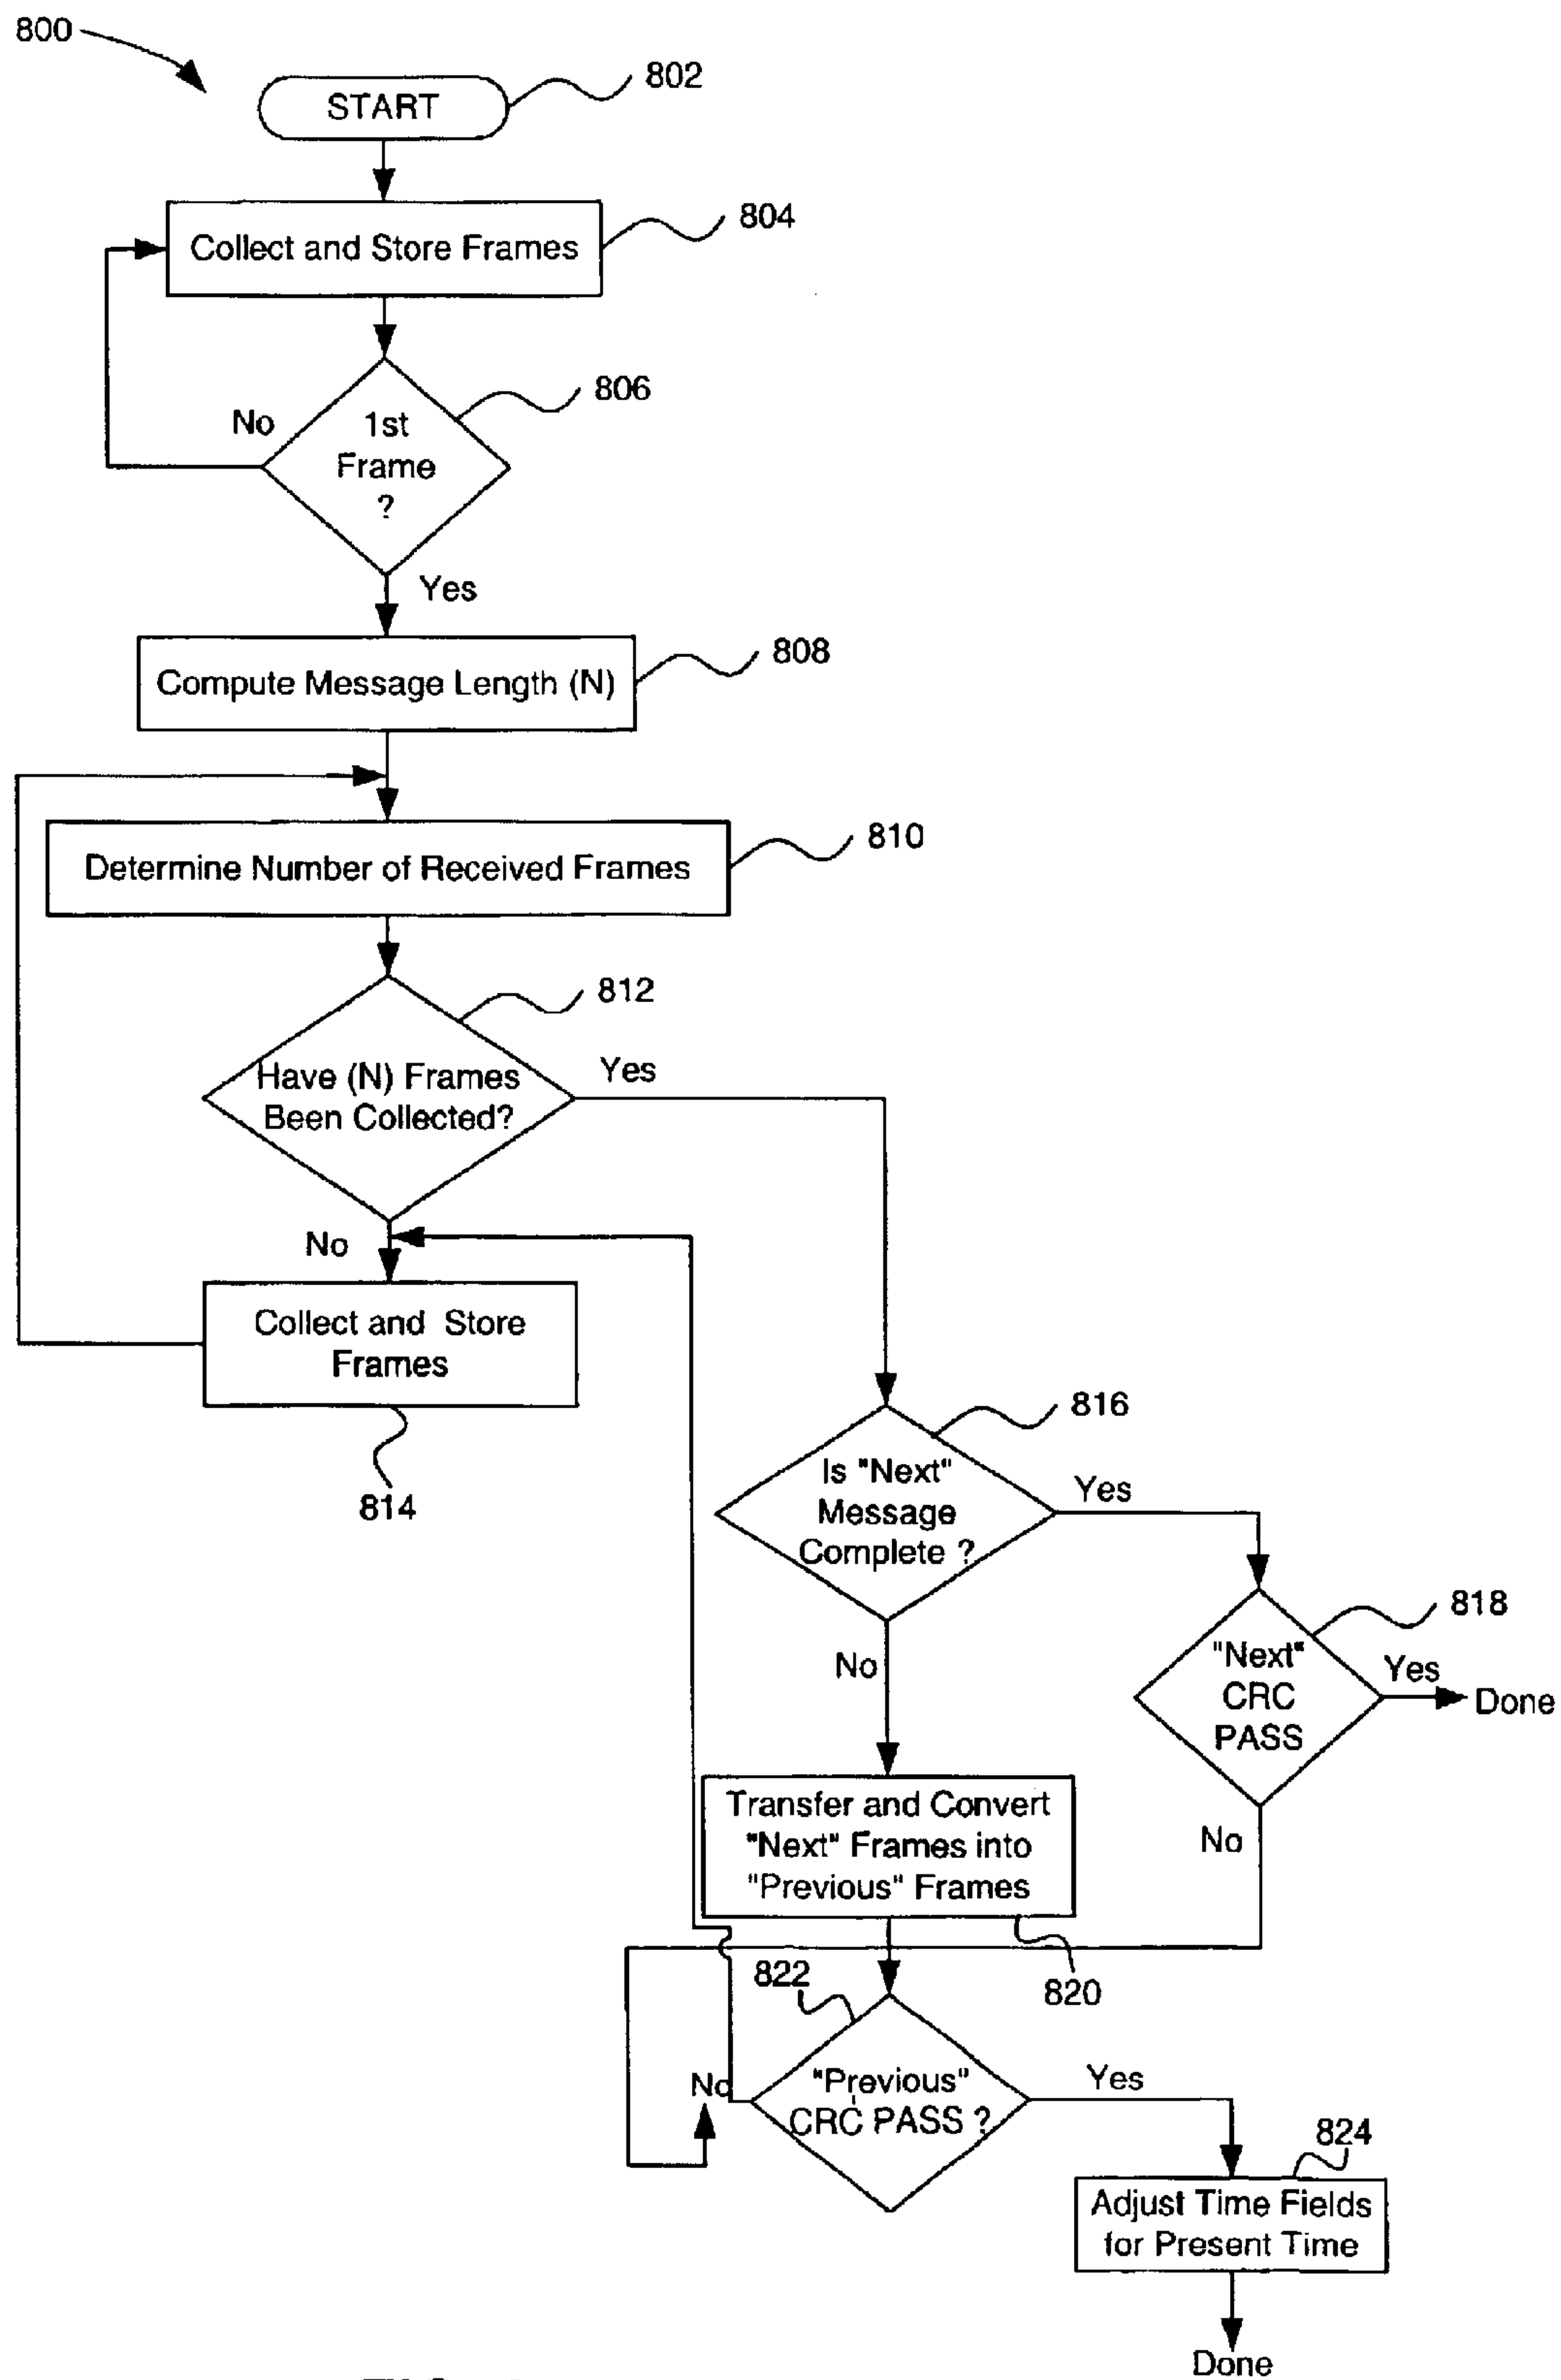 800
START
802
Collect and Store Frames
804
1st
Frame
?
806
No
Yes
Compute Message Length (N)
808
Determine Number of Received Frames
810
Have (N) Frames
Been Collected?
812
Yes
No
Collect and Store
Frames
814
Is "Next"
Message
Complete ?
816
Yes
No
"Next"
CRC
PASS
818
Yes
Done
No
Transfer and Convert
"Next" Frames into
"Previous" Frames
820
822
"Previous"
CRC PASS ?
No
Yes
824
Adjust Time Fields
for Present Time
Done